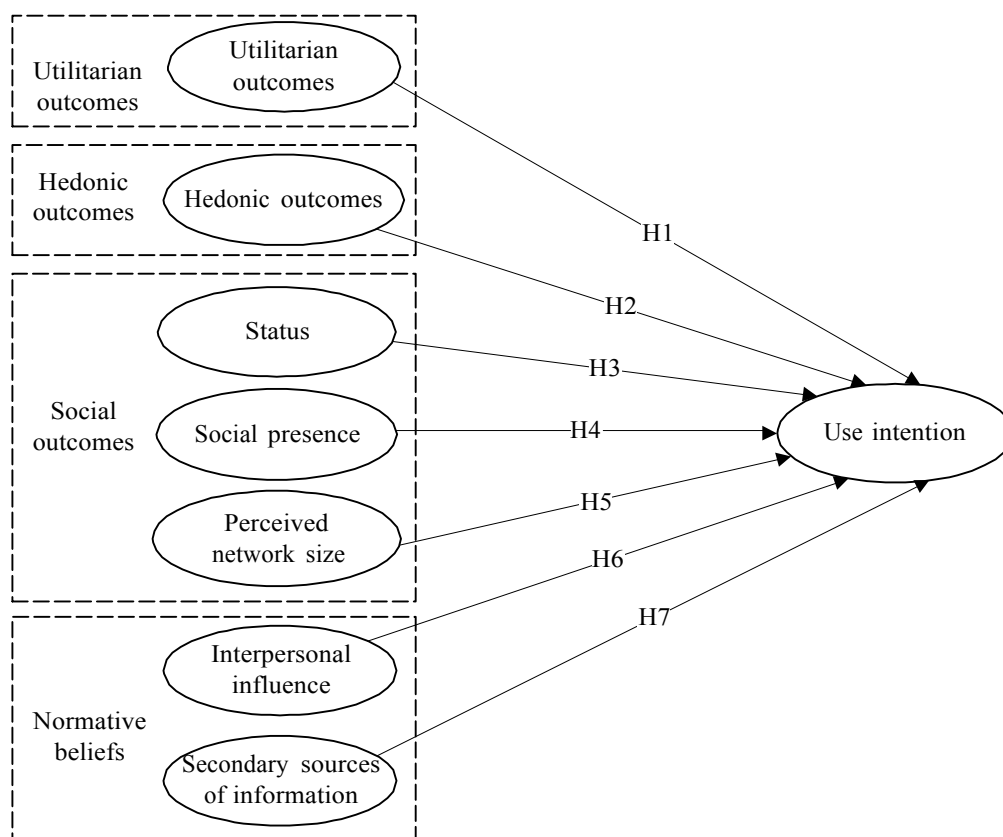 Utilitarian
outcomes
Utilitarian
outcomes
Hedonic
outcomes
Hedonic outcomes
H1
H2
Status
H3
Social
outcomes
Social presence
H4
Use intention
Perceived
network size
H5
H6
H7
Interpersonal
influence
Normative
beliefs
Secondary sources
of information